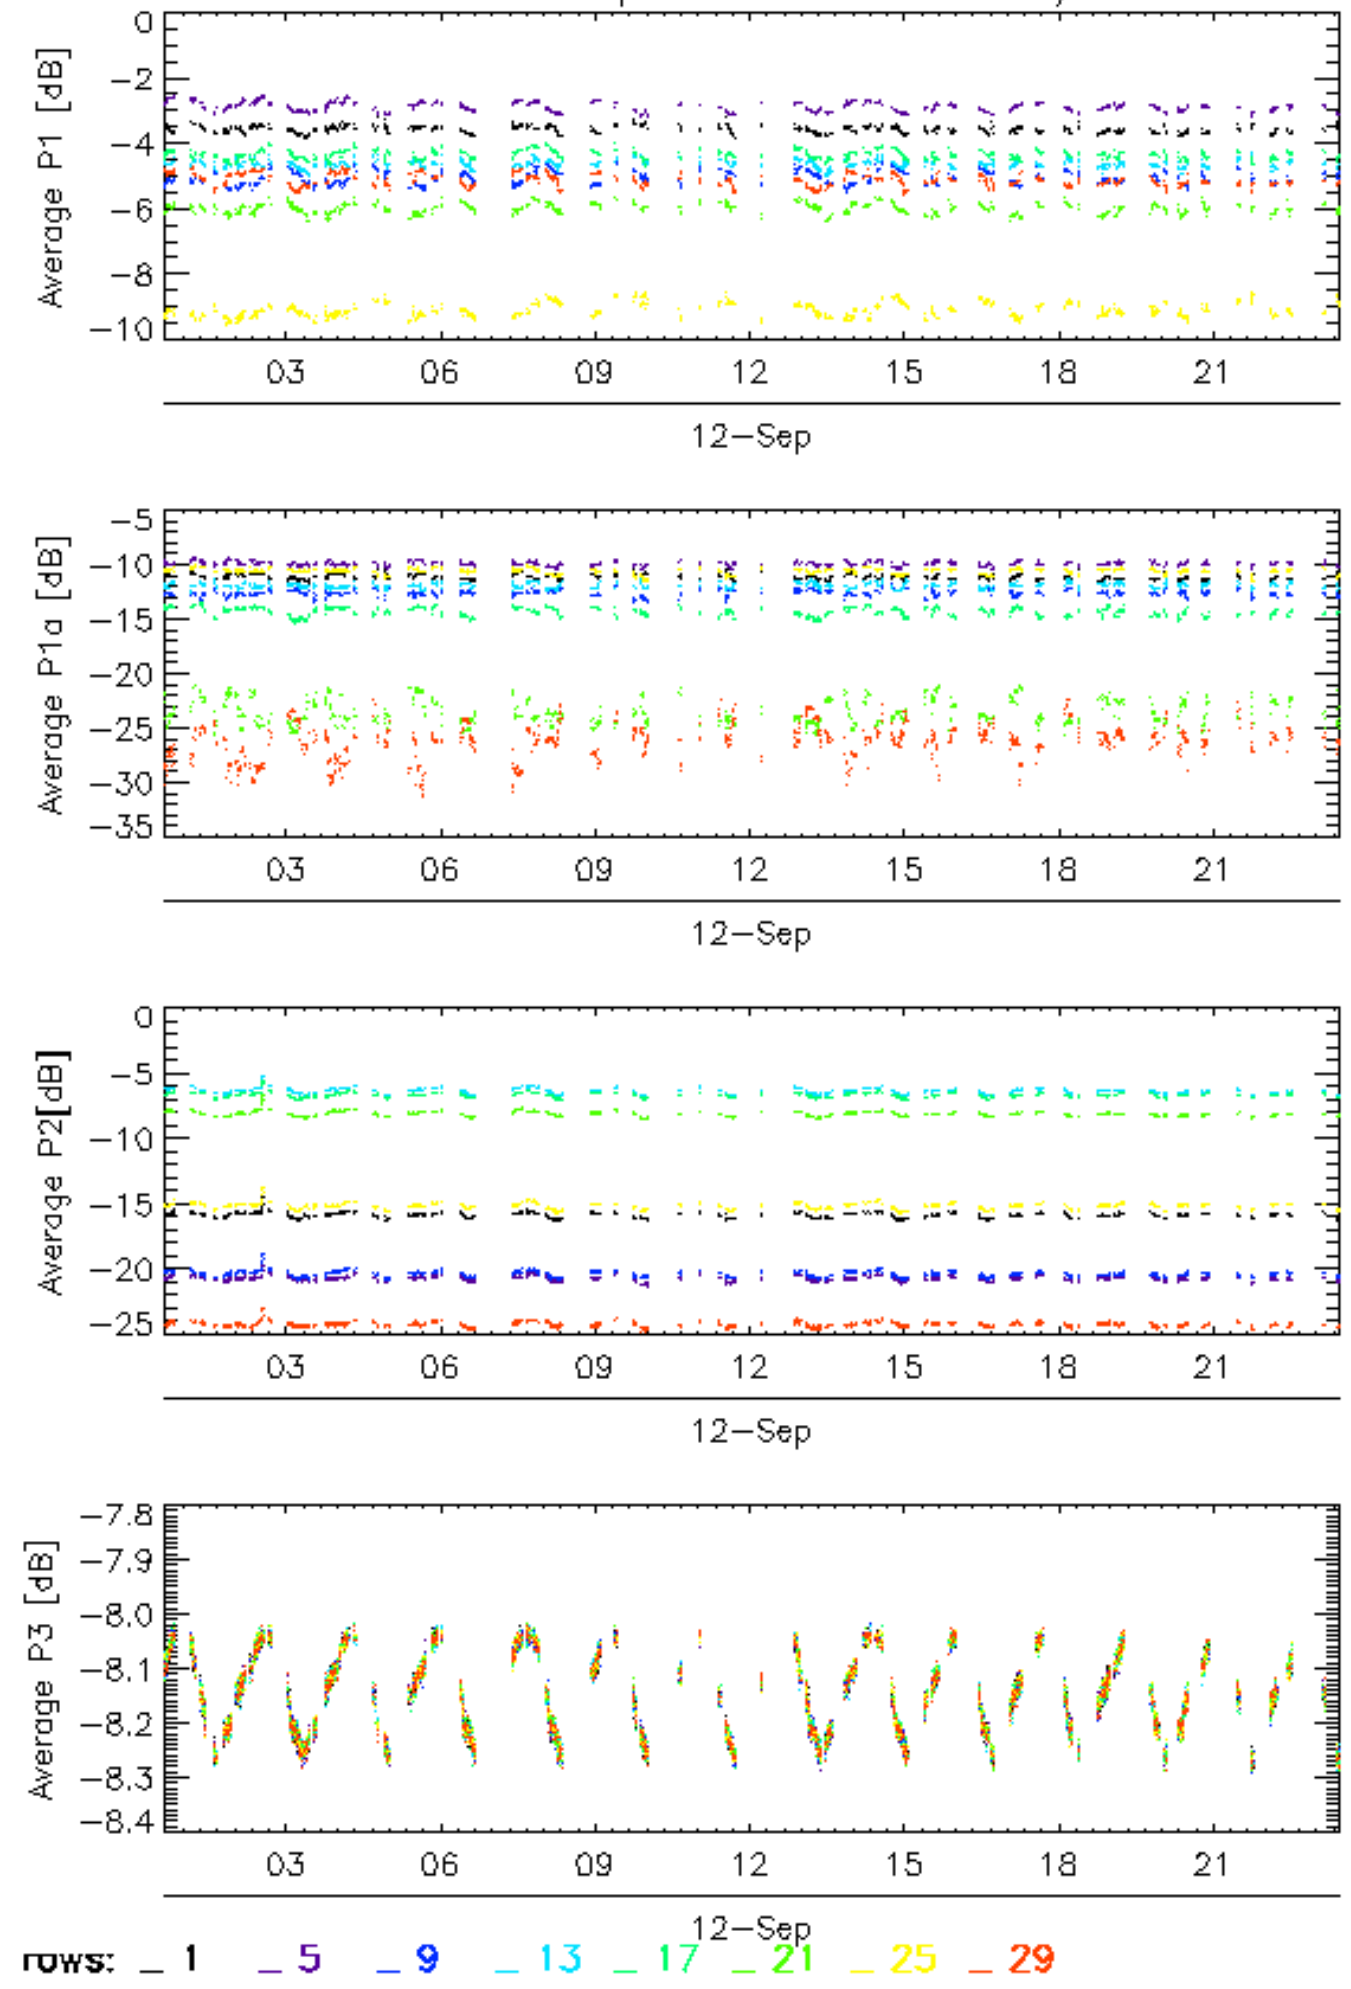 0
−2
−4
−6
−8
−10
Average P1 [dB]
03 06 09 12 15 18 21
12−Sep
−5
−10
−15
−20
−25
−30
−35
Average P1a [dB]
03 06 09 12 15 18 21
12−Sep
0
−5
−10
−15
−20
−25
Average P2[dB]
03 06 09 12 15 18 21
12−Sep
−7.8
−7.9
−8.0
−8.1
−8.2
−8.3
−8.4
Average P3 [dB]
03 06 09 12 15 18 21
12−Sep
rows: _ 1 _ 5 _ 9 _ 13 _ 17 _ 21 _ 25 _ 29